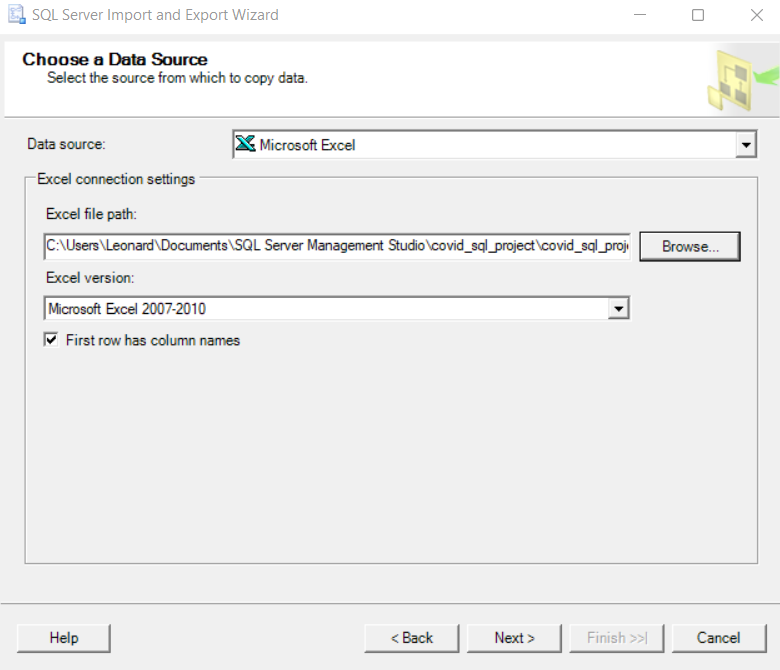 SQL Server Import and Export Wizard
Choose a Data Source
Select the source from which to copy data.
Data source:
Microsoft Excel
Excel connection settings
Excel file path:
C:\Users\Leonard\Documents\SQL Server Management Studio\covid_sql_project\covid_sql_proj
Browse...
Excel version:
Microsoft Excel 2007-2010
First row has column names
Help
< Back
Next >
Finish >>|
Cancel